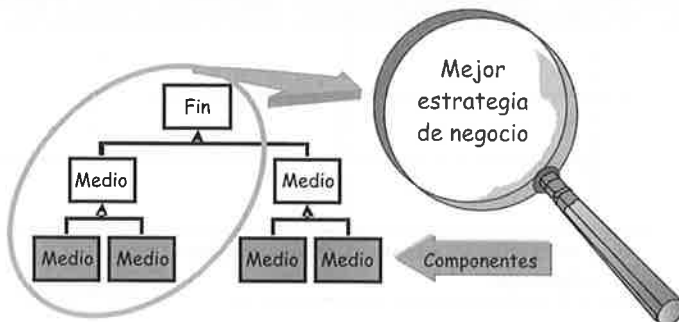 Mejor
estrategia
de negocio
Fin
Medio
Medio
Medio
Medio
Medio
Medio
Componentes